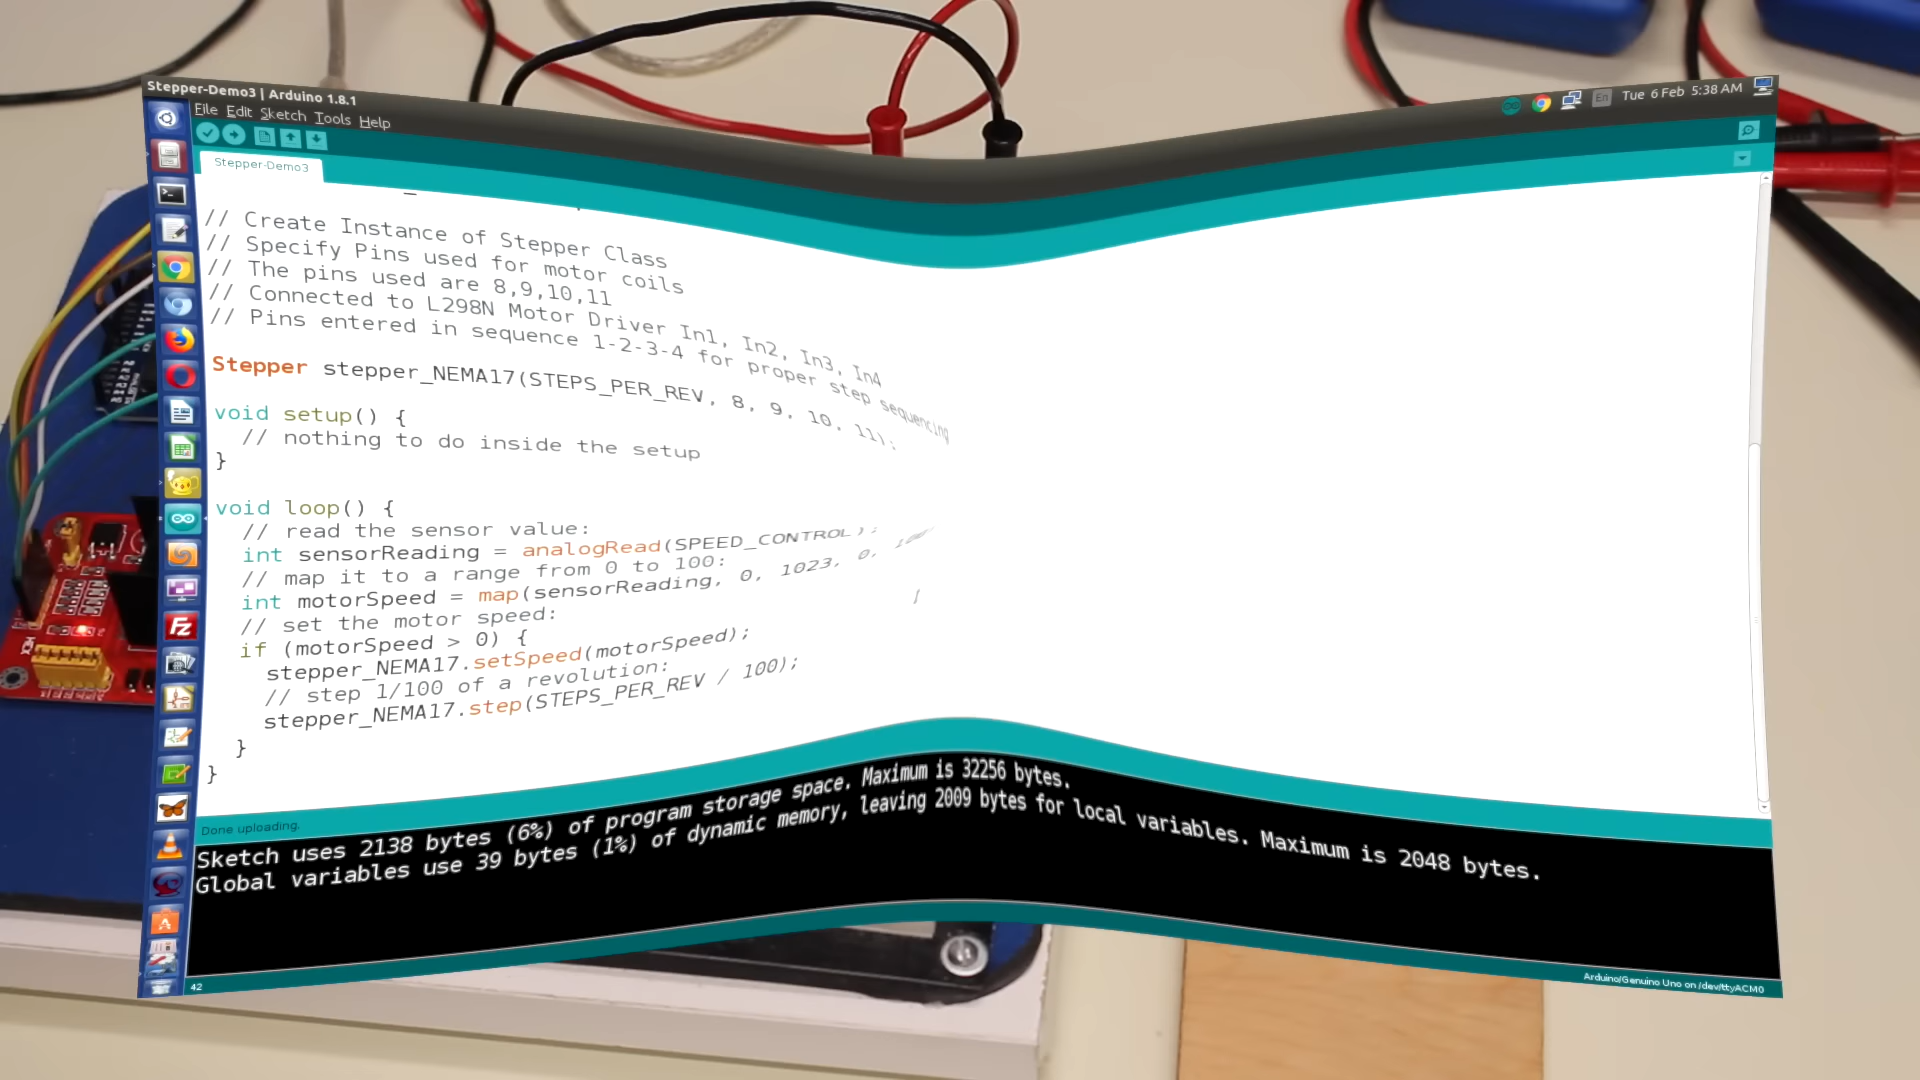 Stepper-Demo3 | Arduino 1.8.1
En Tue 6 Feb 5:38 AM
File Edit Sketch Tools Help
Stepper-Demo3
// Create Instance of Stepper Class
// Specify Pins used for motor coils
// The pins used are 8,9,10,11
// Connected to L298N Motor Driver In1, In2, In3, In4
// Pins entered in sequence 1-2-3-4 for proper step sequencing
Stepper stepper_NEMA17(STEPS_PER_REV, 8, 9, 10, 11);
void setup() {
// nothing to do inside the setup
}
void loop() {
// read the sensor value:
int sensorReading = analogRead(SPEED_CONTROL);
// map it to a range from 0 to 100:
int motorSpeed = map(sensorReading, 0, 1023, 0, 100
// set the motor speed:
if (motorSpeed > 0) {
stepper_NEMA17.setSpeed(motorSpeed);
// step 1/100 of a revolution:
stepper_NEMA17.step(STEPS_PER_REV / 100);
}
}
Done uploading.
Sketch uses 2138 bytes (6%) of program storage space. Maximum is 32256 bytes.
Global variables use 39 bytes (1%) of dynamic memory, leaving 2009 bytes for local variables. Maximum is 2048 bytes.
42
Arduino/Genuino Uno on /dev/ttyACM0
Fz